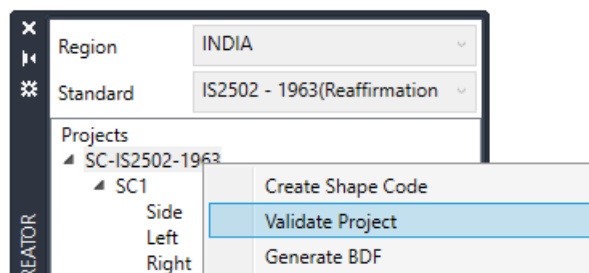 Region INDIA
Standard IS2502 - 1963(Reaffirmation
Projects
SC-IS2502-1963
SC1
Create Shape Code
Side
Validate Project
Left
Generate BDF
Right